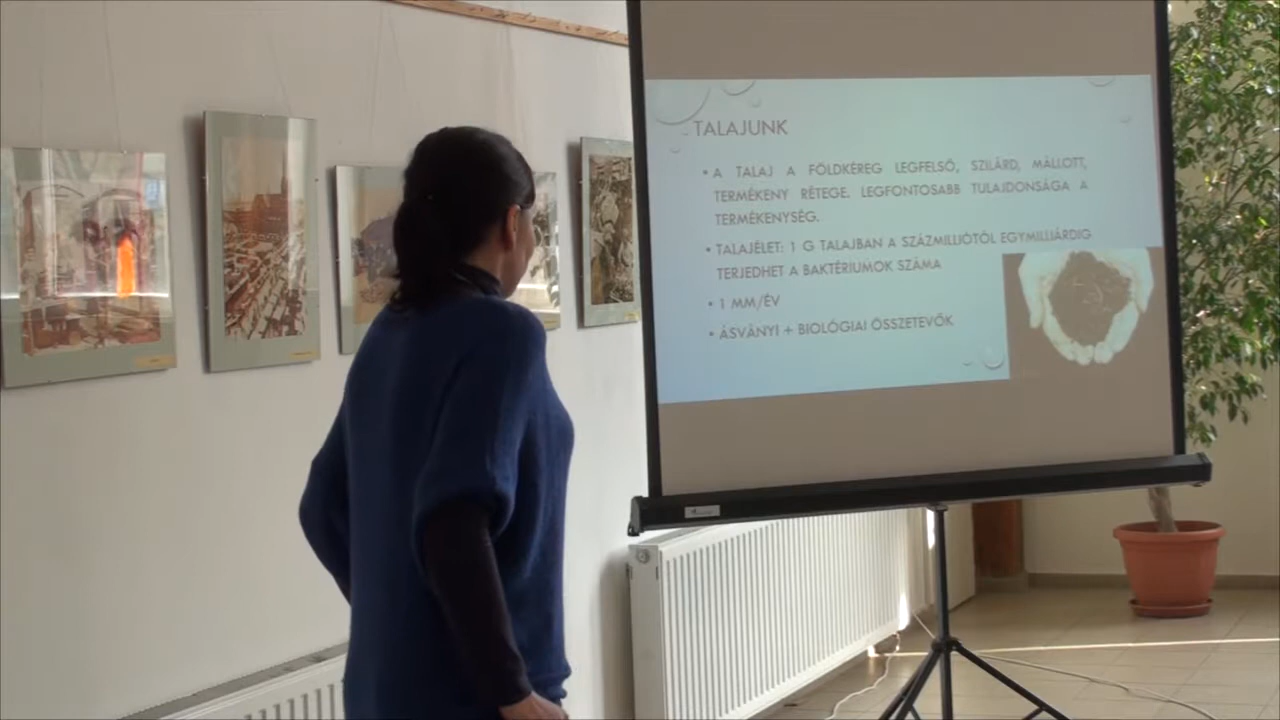 TALAJUNK
• A TALAJ A FÖLDKÉREG LEGFELSŐ, SZILÁRD, MÁLLOTT,
TERMÉKENY RÉTEGE. LEGFONTOSABB TULAJDONSÁGA A
TERMÉKENYSÉG.
• TALAJÉLET: 1 G TALAJBAN A SZÁZMILLIÓTÓL EGYMILLIÁRDIG
TERJEDHET A BAKTÉRIUMOK SZÁMA
• 1 MM/ÉV
• ÁSVÁNYI + BIOLÓGIAI ÖSSZETEVŐK